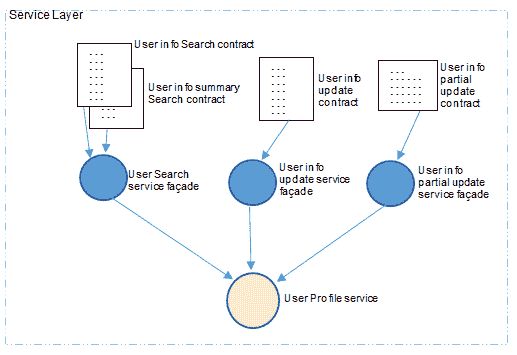 Service Layer
User info Search contract
User info summary
Search contract
User info
update
contract
User info
partial
update
contract
User Search
service façade
User info
update service
façade
User info
partial update
service façade
User Profile service